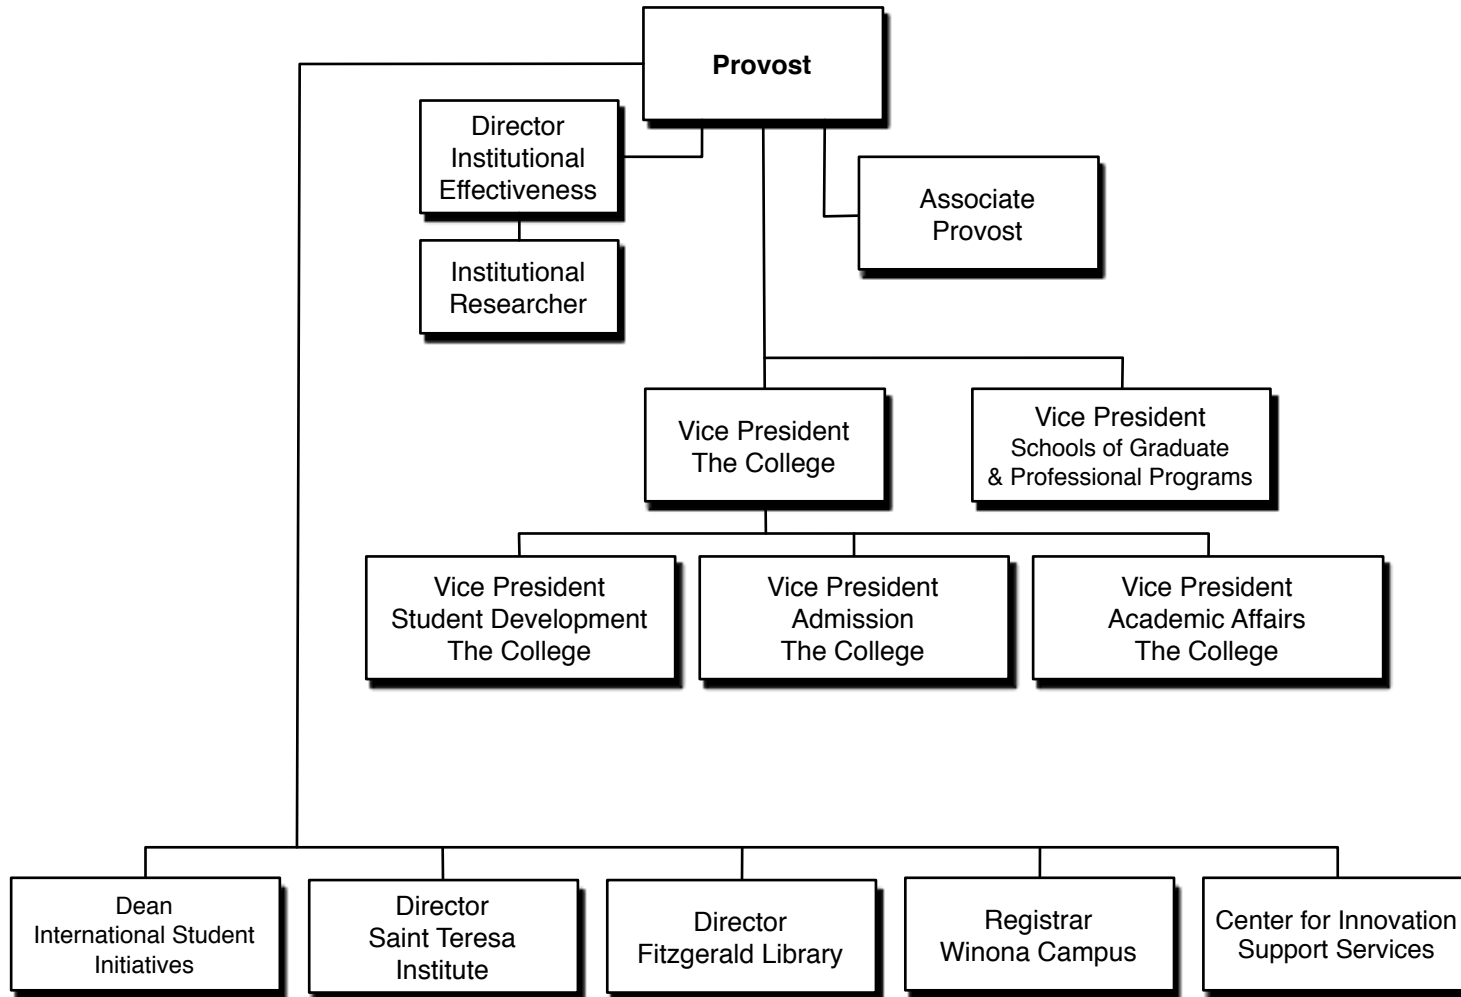 Provost
Director
Institutional
Effectiveness
Institutional
Researcher
Associate
Provost
Vice President
The College
Vice President
Schools of Graduate
& Professional Programs
Vice President
Student Development
The College
Vice President
Admission
The College
Vice President
Academic Affairs
The College
Dean
International Student
Initiatives
Director
Saint Teresa
Institute
Director
Fitzgerald Library
Registrar
Winona Campus
Center for Innovation
Support Services